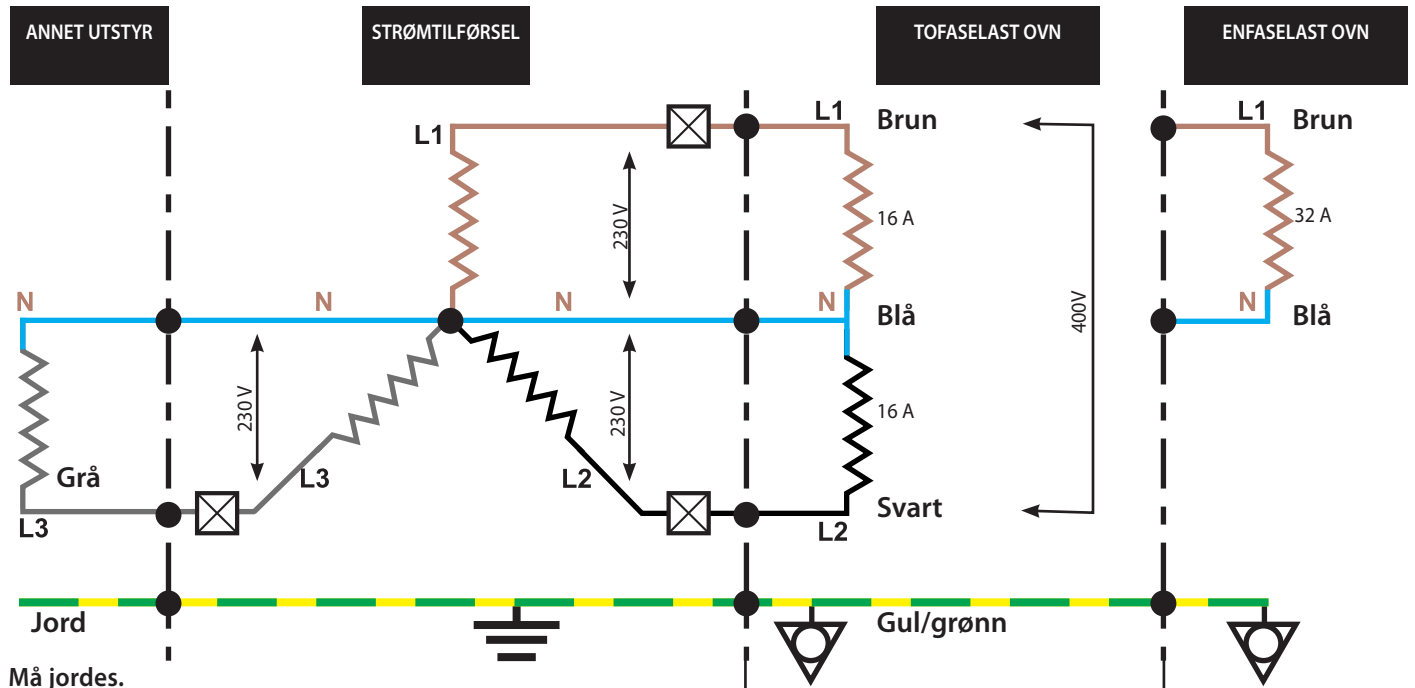 ANNET UTSTYR
STRØMTILFØRSEL
TOFASELAST OVN
ENFASELAST OVN
L1
L1
Brun
L1
Brun
230 V
16 A
32 A
N
N
N
N
Blå
400V
N
Blå
230 V
230 V
16 A
Grå
L3
L2
Svart
L3
L2
Jord
Gul/grønn
Må jordes.